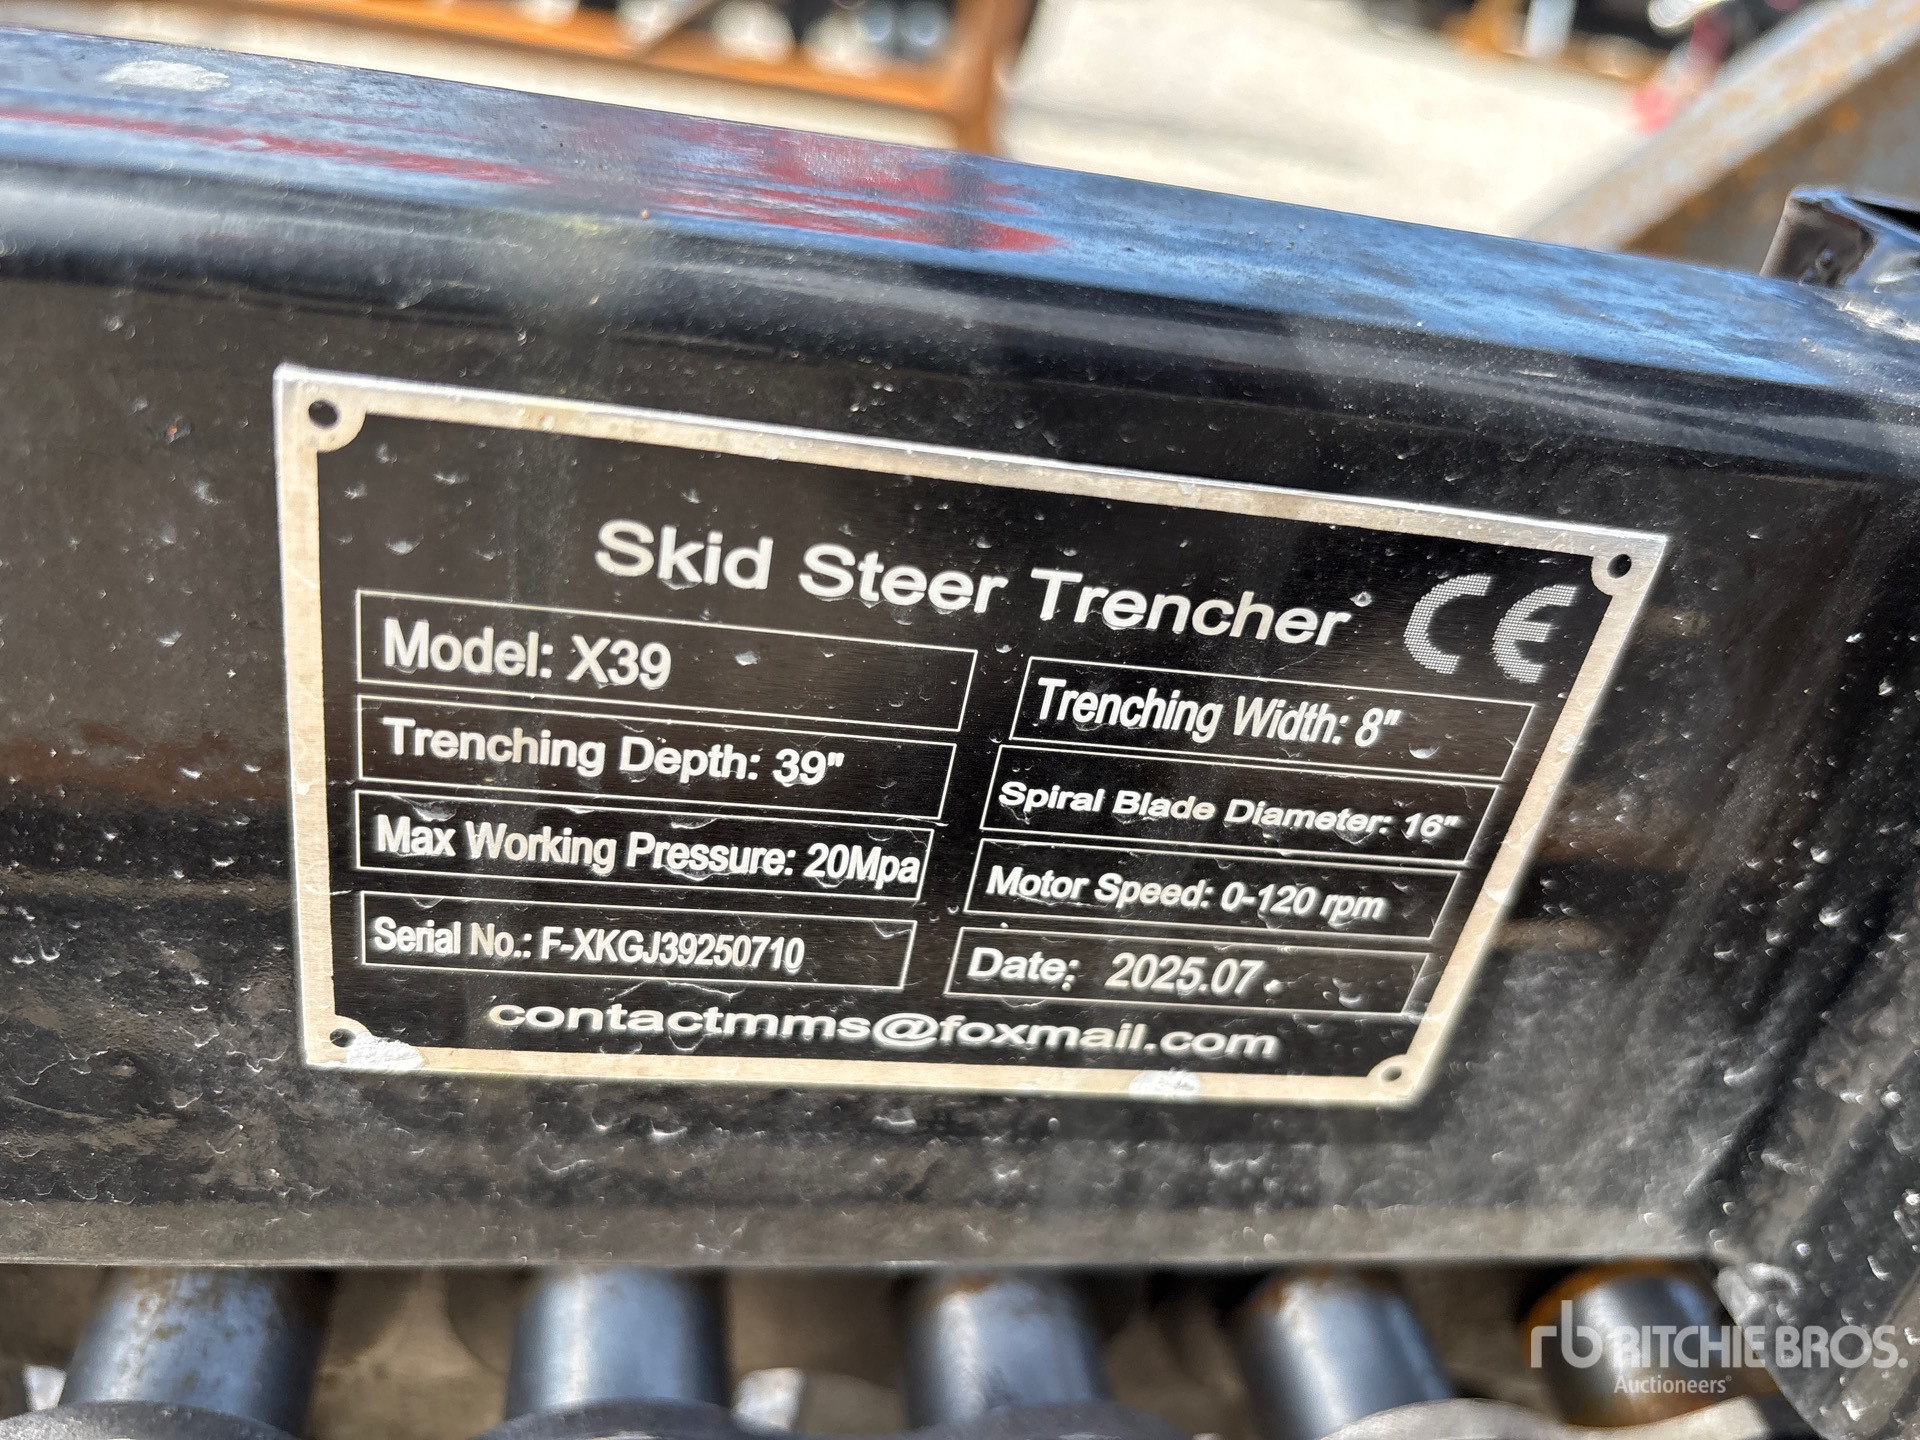 Skid Steer Trencher
CE
Model: X39
Trenching Width: 8"
Trenching Depth: 39"
Spiral Blade Diameter: 16"
Max Working Pressure: 20Mpa
Motor Speed: 0-120 rpm
Serial No.: F-XKGJ39250710
Date: 2025.07
contactmms@foxmail.com
rb RITCHIE BROS.
Auctioneers